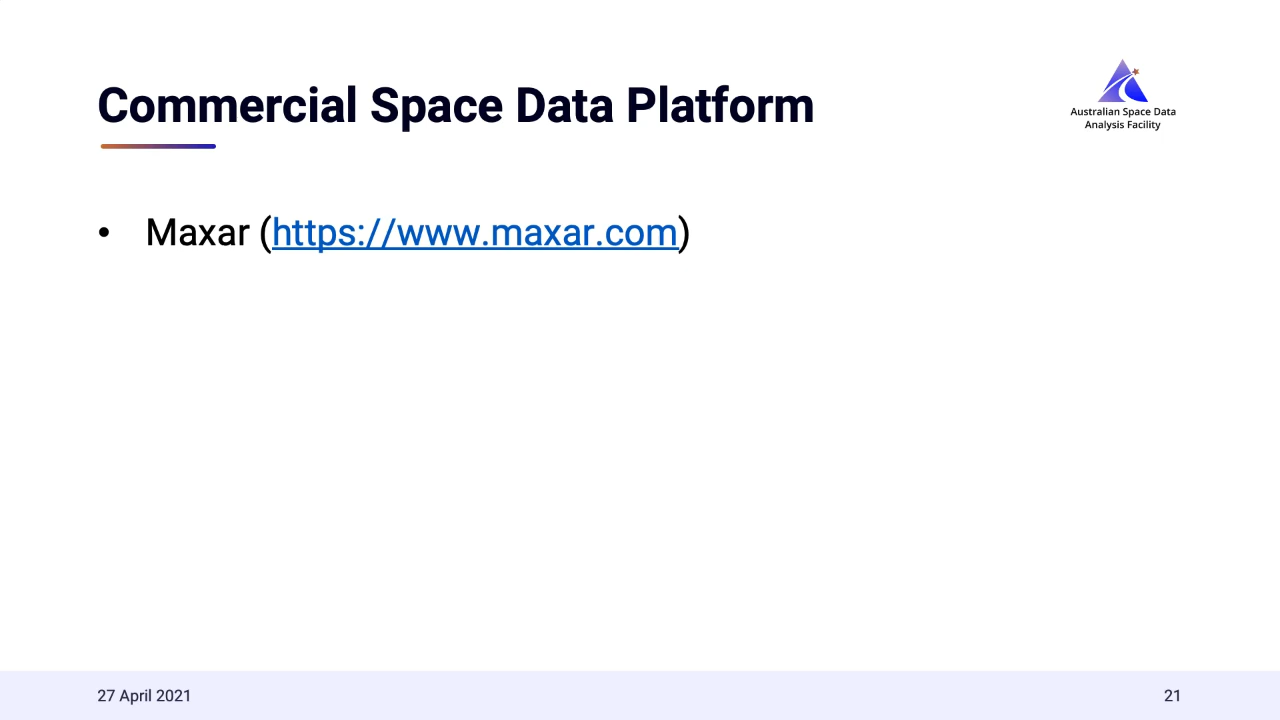 Commercial Space Data Platform
Australian Space Data
Analysis Facility
• Maxar (https://www.maxar.com)
27 April 2021
21